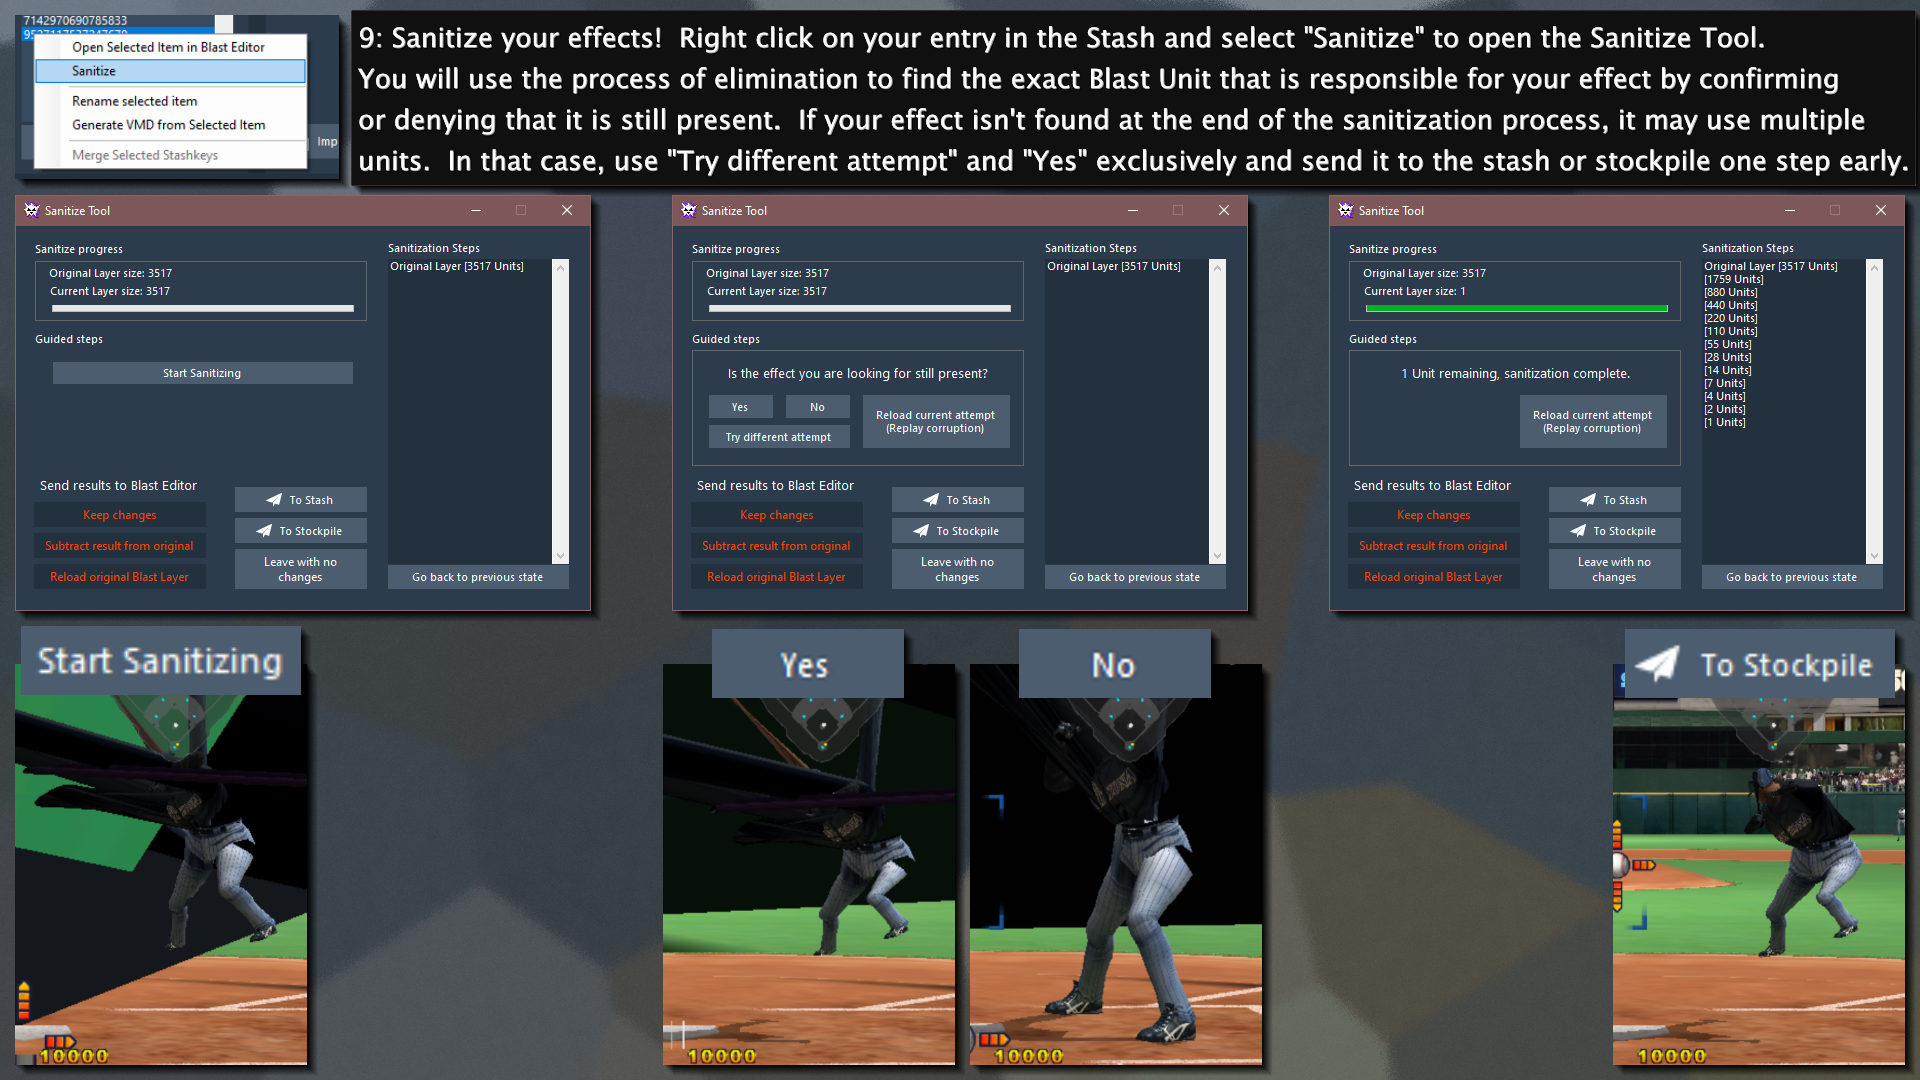 7142970690785833
Open Selected Item in Blast Editor
Sanitize
Rename selected item
Generate VMD from Selected Item
Merge Selected Stashkeys
Imp
9: Sanitize your effects!  Right click on your entry in the Stash and select "Sanitize" to open the Sanitize Tool.
You will use the process of elimination to find the exact Blast Unit that is responsible for your effect by confirming
or denying that it is still present.  If your effect isn't found at the end of the sanitization process, it may use multiple
units.  In that case, use "Try different attempt" and "Yes" exclusively and send it to the stash or stockpile one step early.
Sanitize Tool
Sanitize progress
Original Layer size: 3517
Current Layer size: 3517
Guided steps
Start Sanitizing
Send results to Blast Editor
Keep changes
Subtract result from original
Reload original Blast Layer
To Stash
To Stockpile
Leave with no
changes
Sanitization Steps
Original Layer [3517 Units]
Go back to previous state
Sanitize Tool
Sanitize progress
Original Layer size: 3517
Current Layer size: 3517
Guided steps
Is the effect you are looking for still present?
Yes
No
Try different attempt
Reload current attempt
(Replay corruption)
Send results to Blast Editor
Keep changes
Subtract result from original
Reload original Blast Layer
To Stash
To Stockpile
Leave with no
changes
Sanitization Steps
Original Layer [3517 Units]
Go back to previous state
Sanitize Tool
Sanitize progress
Original Layer size: 3517
Current Layer size: 1
Guided steps
1 Unit remaining, sanitization complete.
Reload current attempt
(Replay corruption)
Send results to Blast Editor
Keep changes
Subtract result from original
Reload original Blast Layer
To Stash
To Stockpile
Leave with no
changes
Sanitization Steps
Original Layer [3517 Units]
[1759 Units]
[880 Units]
[440 Units]
[220 Units]
[110 Units]
[55 Units]
[28 Units]
[14 Units]
[7 Units]
[4 Units]
[2 Units]
[1 Units]
Go back to previous state
Start Sanitizing
Yes
No
To Stockpile
10000
10000
10000
10000